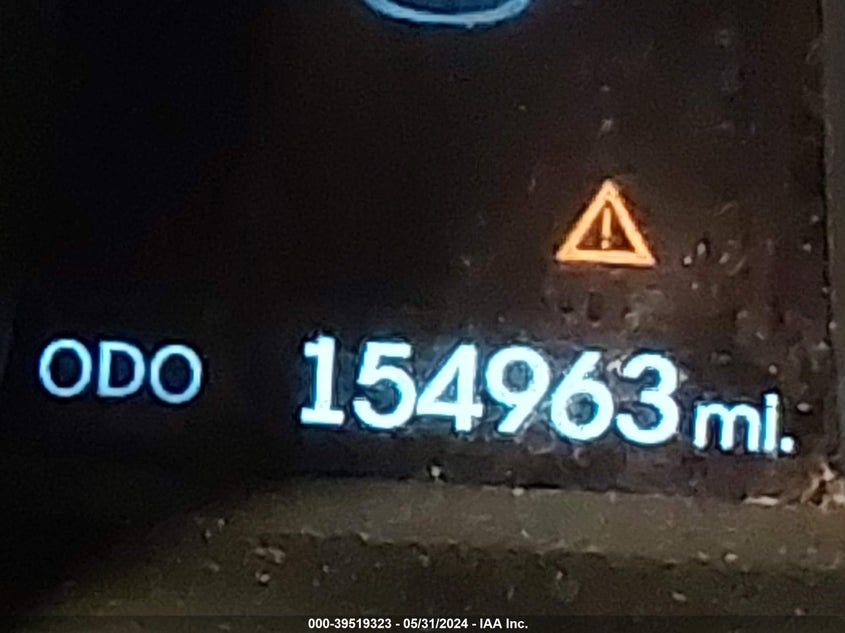 ODO 154963 mi.
000-39519323 - 05/31/2024 - IAA Inc.